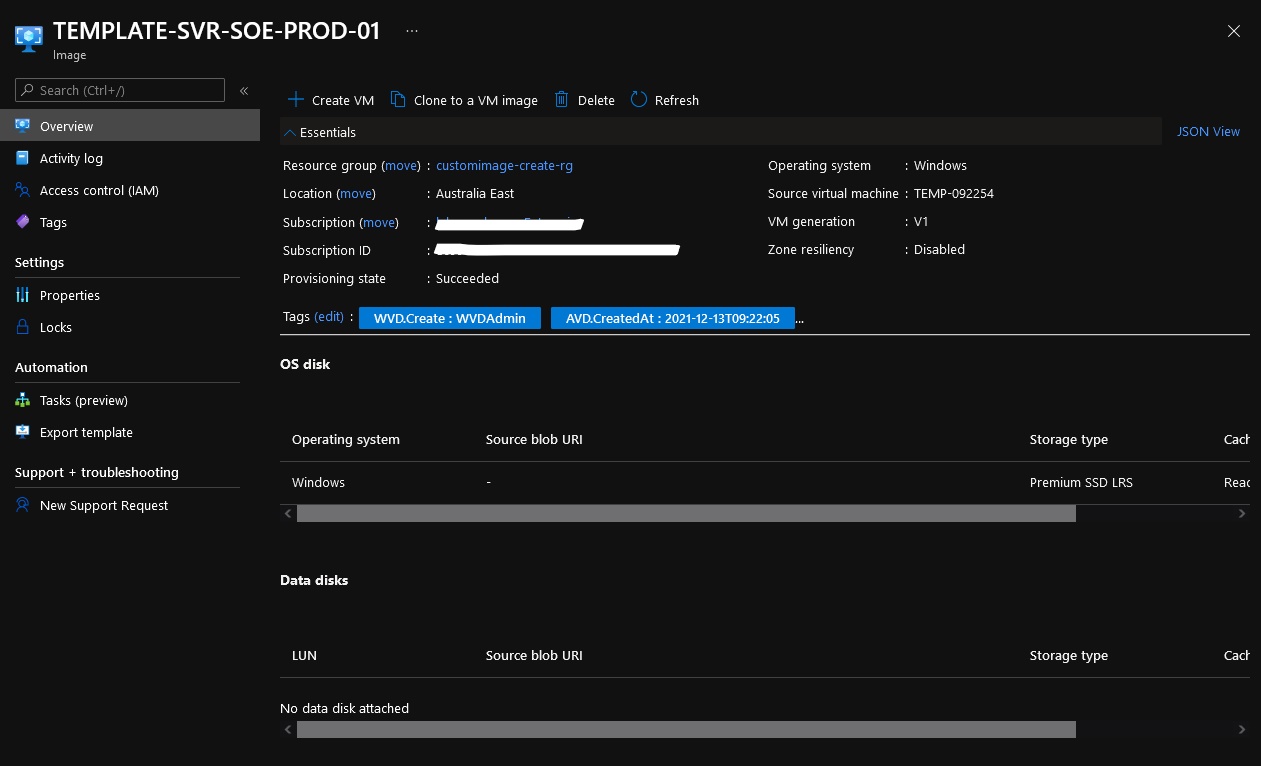 TEMPLATE-SVR-SOE-PROD-01 ...
Image
Search (Ctrl+/) «
Overview
Activity log
Access control (IAM)
Tags
Settings
Properties
Locks
Automation
Tasks (preview)
Export template
Support + troubleshooting
New Support Request
Create VM Clone to a VM image Delete Refresh
Essentials JSON View
Resource group (move) : customimage-create-rg
Location (move) : Australia East
Subscription (move) :
Subscription ID :
Provisioning state : Succeeded
Operating system : Windows
Source virtual machine : TEMP-092254
VM generation : V1
Zone resiliency : Disabled
Tags (edit) : WVD.Create : WVDAdmin AVD.CreatedAt : 2021-12-13T09:22:05 ...
OS disk
Operating system Source blob URI Storage type Cach
Windows - Premium SSD LRS Read
Data disks
LUN Source blob URI Storage type Cach
No data disk attached